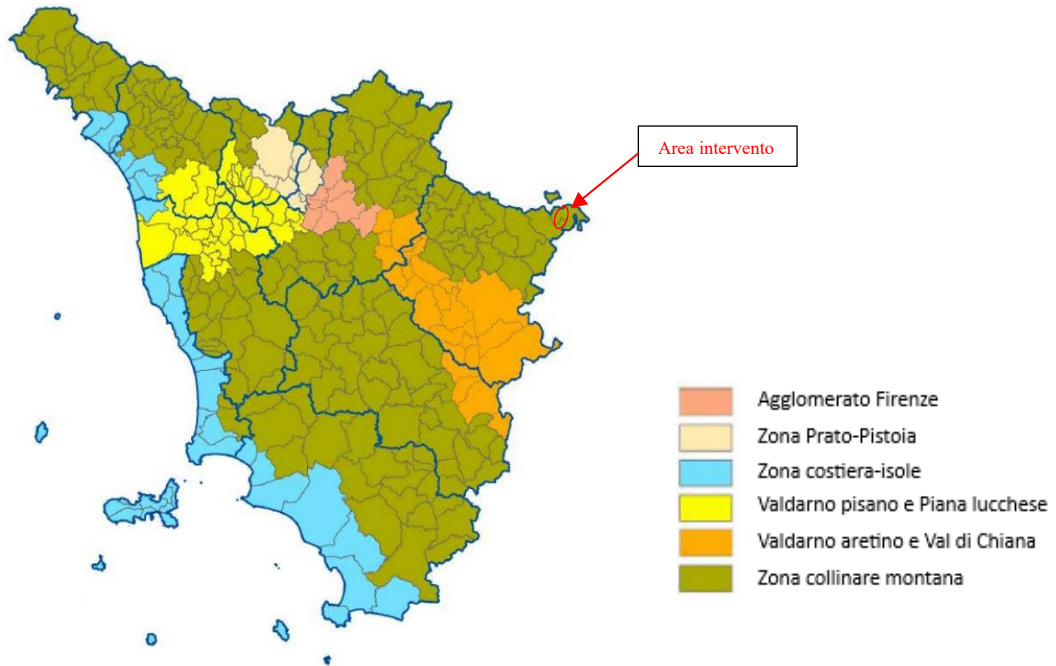 Area intervento
Agglomerato Firenze
Zona Prato-Pistoia
Zona costiera-isole
Valdarno pisano e Piana lucchese
Valdarno aretino e Val di Chiana
Zona collinare montana